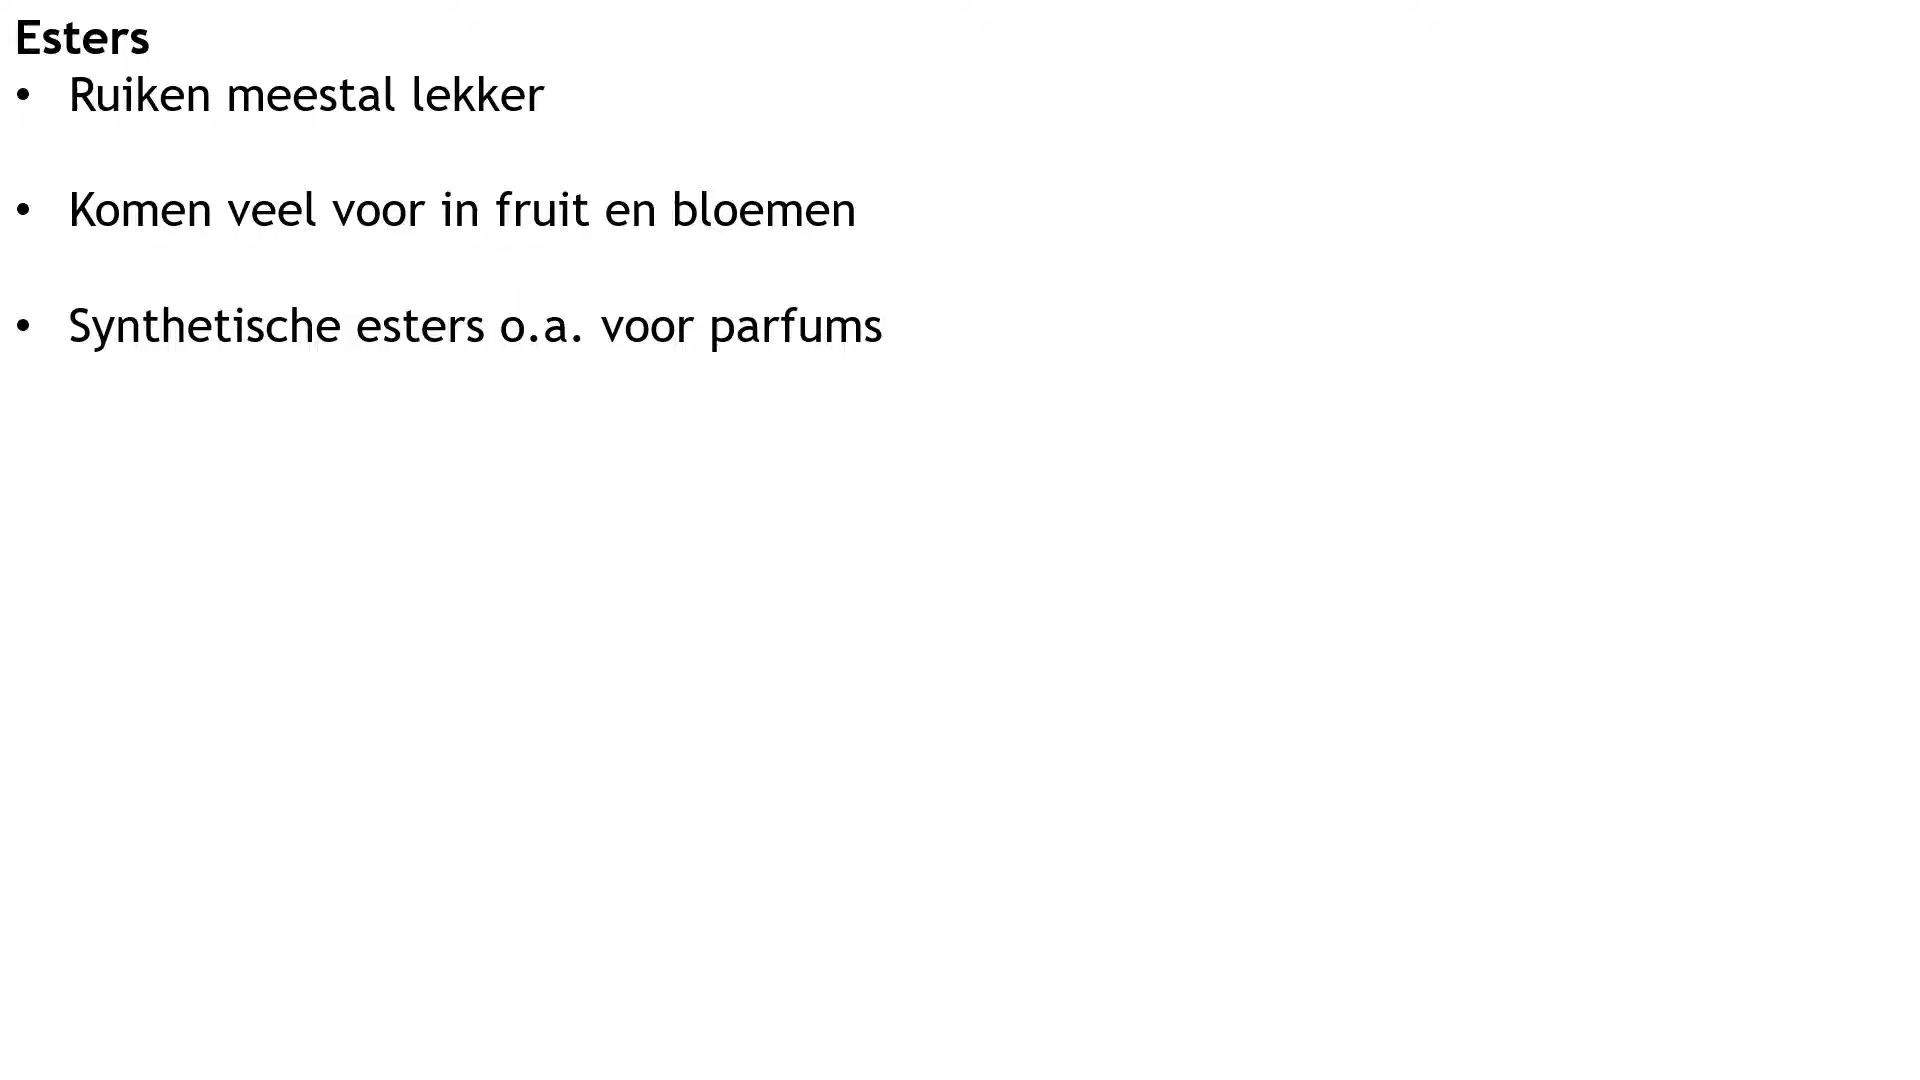 Esters
• Ruiken meestal lekker
• Komen veel voor in fruit en bloemen
• Synthetische esters o.a. voor parfums